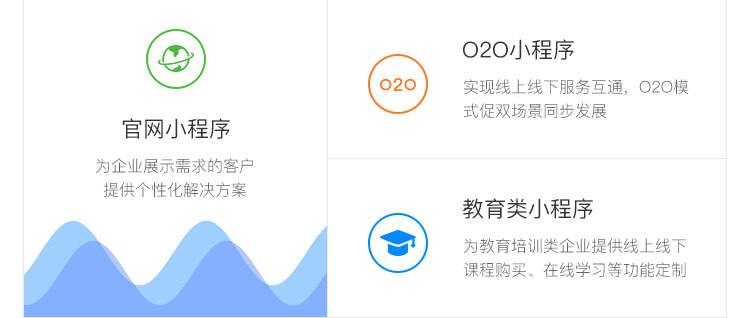 官网小程序
为企业展示需求的客户
提供个性化解决方案
O2O
O2O小程序
实现线上线下服务互通，O2O模
式促双场景同步发展
教育类小程序
为教育培训类企业提供线上线下
课程购买、在线学习等功能定制